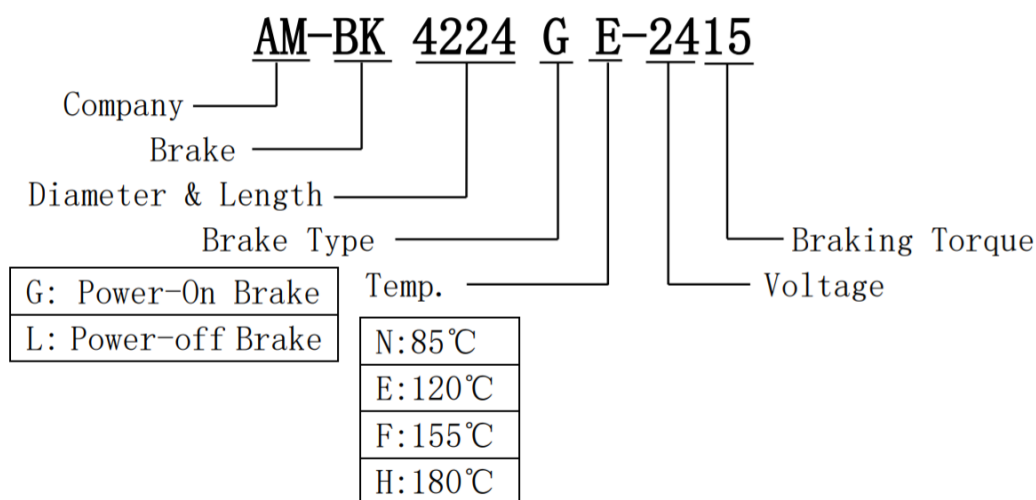 AM-BK 4224 G E-2415
Company
Brake
Diameter & Length
Brake Type
Braking Torque
G: Power-On Brake
L: Power-off Brake
Temp.
Voltage
N:85℃
E:120℃
F:155℃
H:180℃